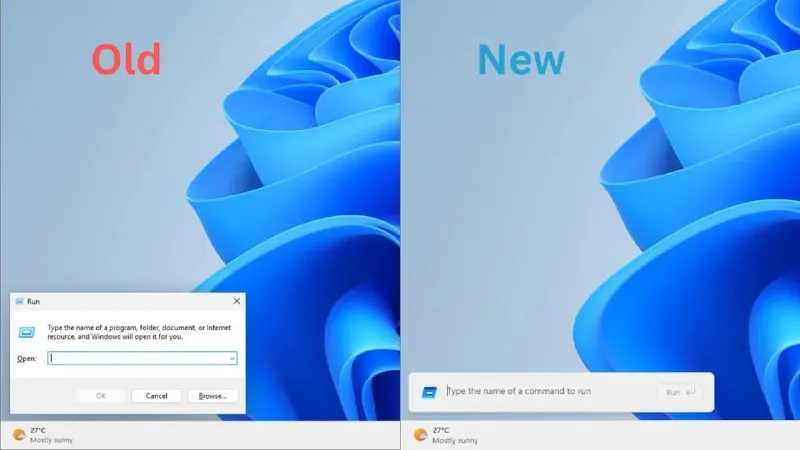 Old
Run
Type the name of a program, folder, document, or Internet
resource, and Windows will open it for you.
Open:
OK
Cancel
Browse...
27°C
Mostly sunny
New
Type the name of a command to run
Run
27°C
Mostly sunny